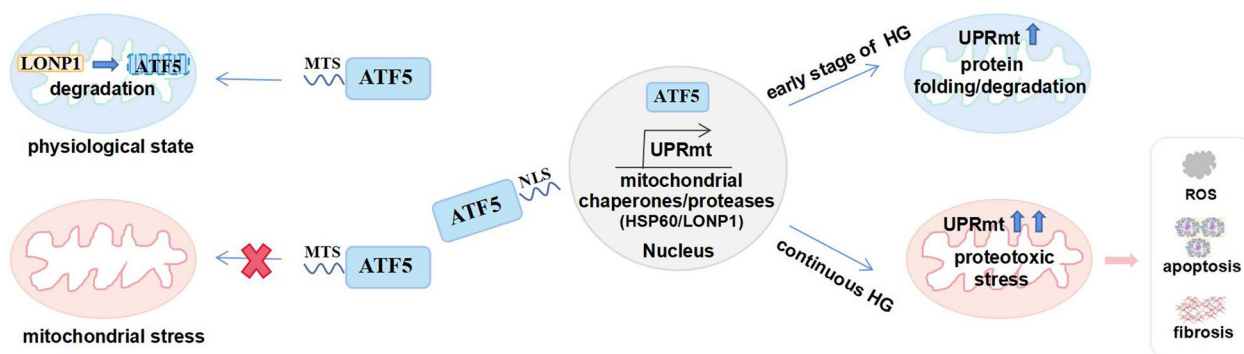 LONP1
ATF5
degradation
physiological state
MTS
ATF5
mitochondrial stress
MTS
ATF5
ATF5
NLS
ATF5
UPRmt
mitochondrial
chaperones/proteases
(HSP60/LONP1)
Nucleus
early stage of HG
continuous HG
UPRmt
protein
folding/degradation
UPRmt
proteotoxic
stress
ROS
apoptosis
fibrosis